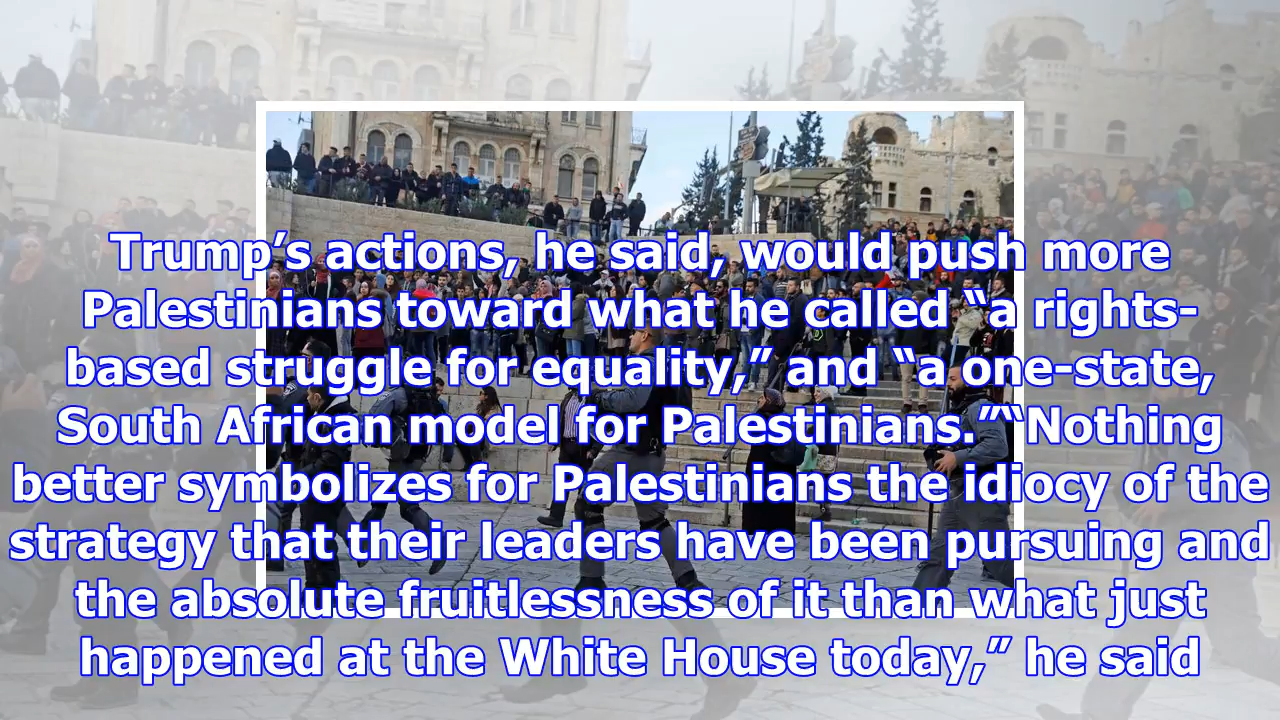 Trump’s actions, he said, would push more
Palestinians toward what he called “a rights-
based struggle for equality,” and “a one-state,
South African model for Palestinians.”“Nothing
better symbolizes for Palestinians the idiocy of the
strategy that their leaders have been pursuing and
the absolute fruitlessness of it than what just
happened at the White House today,” he said